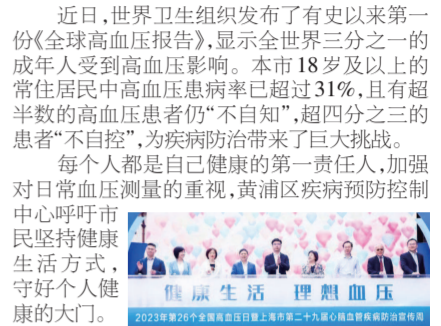 近日，世界卫生组织发布了有史以来第一
份《全球高血压报告》，显示全世界三分之一的
成年人受到高血压影响。本市18岁及以上的
常住居民中高血压患病率已超过31%，且有超
半数的高血压患者仍“不自知”，超四分之三的
患者“不自控”，为疾病防治带来了巨大挑战。
每个人都是自己健康的第一责任人，加强
对日常血压测量的重视，黄浦区疾病预防控制
中心呼吁市
民坚持健康
生活方式，
守好个人健
康的大门。
健康生活 理想血压
2023年第26个全国高血压日暨上海市第二十九届心脑血管疾病防治宣传周